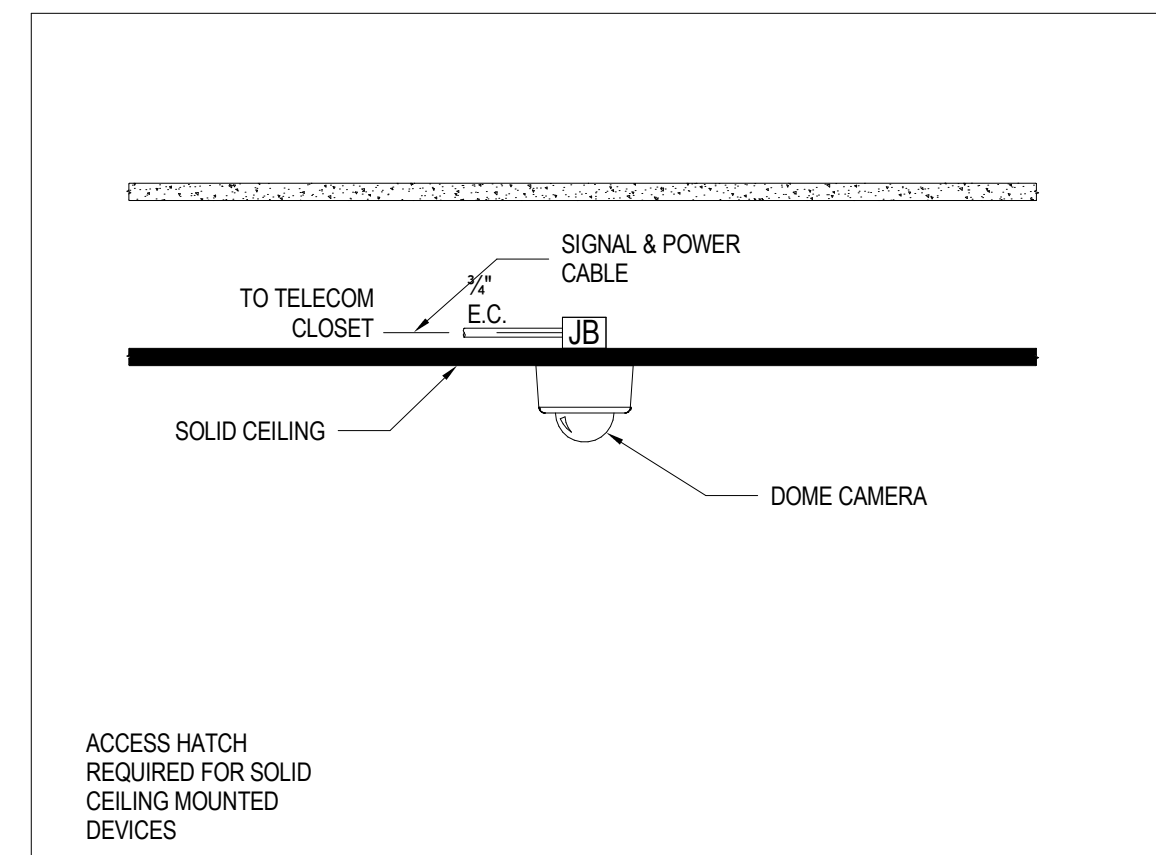 SIGNAL & POWER
CABLE
¾"
E.C.
TO TELECOM
CLOSET
JB
SOLID CEILING
DOME CAMERA
ACCESS HATCH
REQUIRED FOR SOLID
CEILING MOUNTED
DEVICES